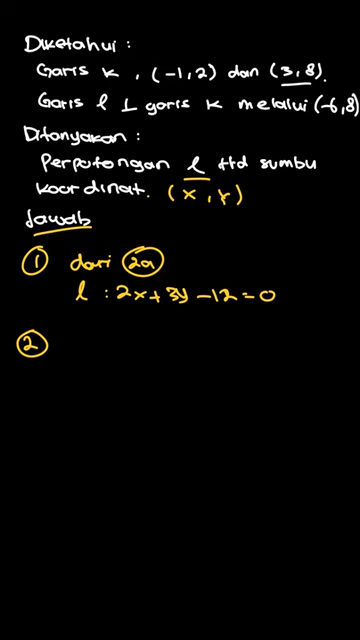 Diketahui :
Garis k , (-1,2) dan (3,8).
Garis l ⊥ garis k melalui (-6,8)
Ditanyakan :
Perpotongan l thd sumbu
koordinat. (x, y)
Jawab
① dari 2a
l : 2x + 3y - 12 = 0
②